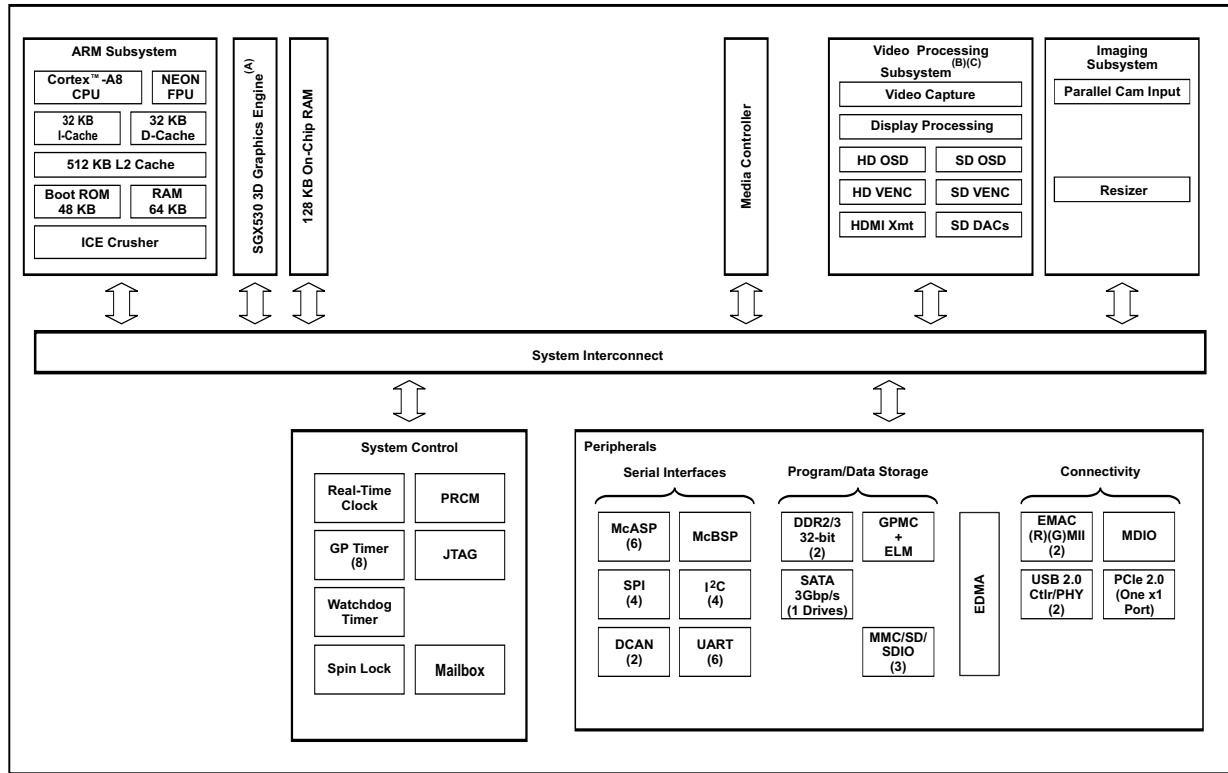 ARM Subsystem
Cortex™-A8
CPU
NEON
FPU
32 KB
I-Cache
32 KB
D-Cache
512 KB L2 Cache
Boot ROM
48 KB
RAM
64 KB
ICE Crusher
SGX530 3D Graphics Engine(A)
128 KB On-Chip RAM
Media Controller
Video Processing
Subsystem(B)(C)
Video Capture
Display Processing
HD OSD
SD OSD
HD VENC
SD VENC
HDMI Xmt
SD DACs
Imaging
Subsystem
Parallel Cam Input
Resizer
System Interconnect
System Control
Real-Time
Clock
PRCM
GP Timer
(8)
JTAG
Watchdog
Timer
Spin Lock
Mailbox
Peripherals
Serial Interfaces
McASP
(6)
McBSP
SPI
(4)
I2C
(4)
DCAN
(2)
UART
(6)
Program/Data Storage
DDR2/3
32-bit
(2)
GPMC
+
ELM
SATA
3Gbp/s
(1 Drives)
MMC/SD/
SDIO
(3)
EDMA
Connectivity
EMAC
(R)(G)MII
(2)
MDIO
USB 2.0
Ctlr/PHY
(2)
PCIe 2.0
(One x1
Port)